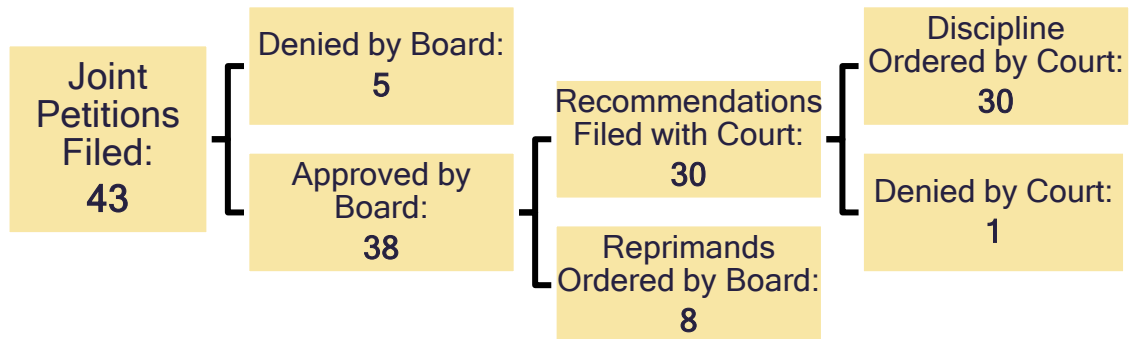 Joint
Petitions
Filed:
43
Denied by Board:
5
Approved by
Board:
38
Recommendations
Filed with Court:
30
Reprimands
Ordered by Board:
8
Discipline
Ordered by Court:
30
Denied by Court:
1